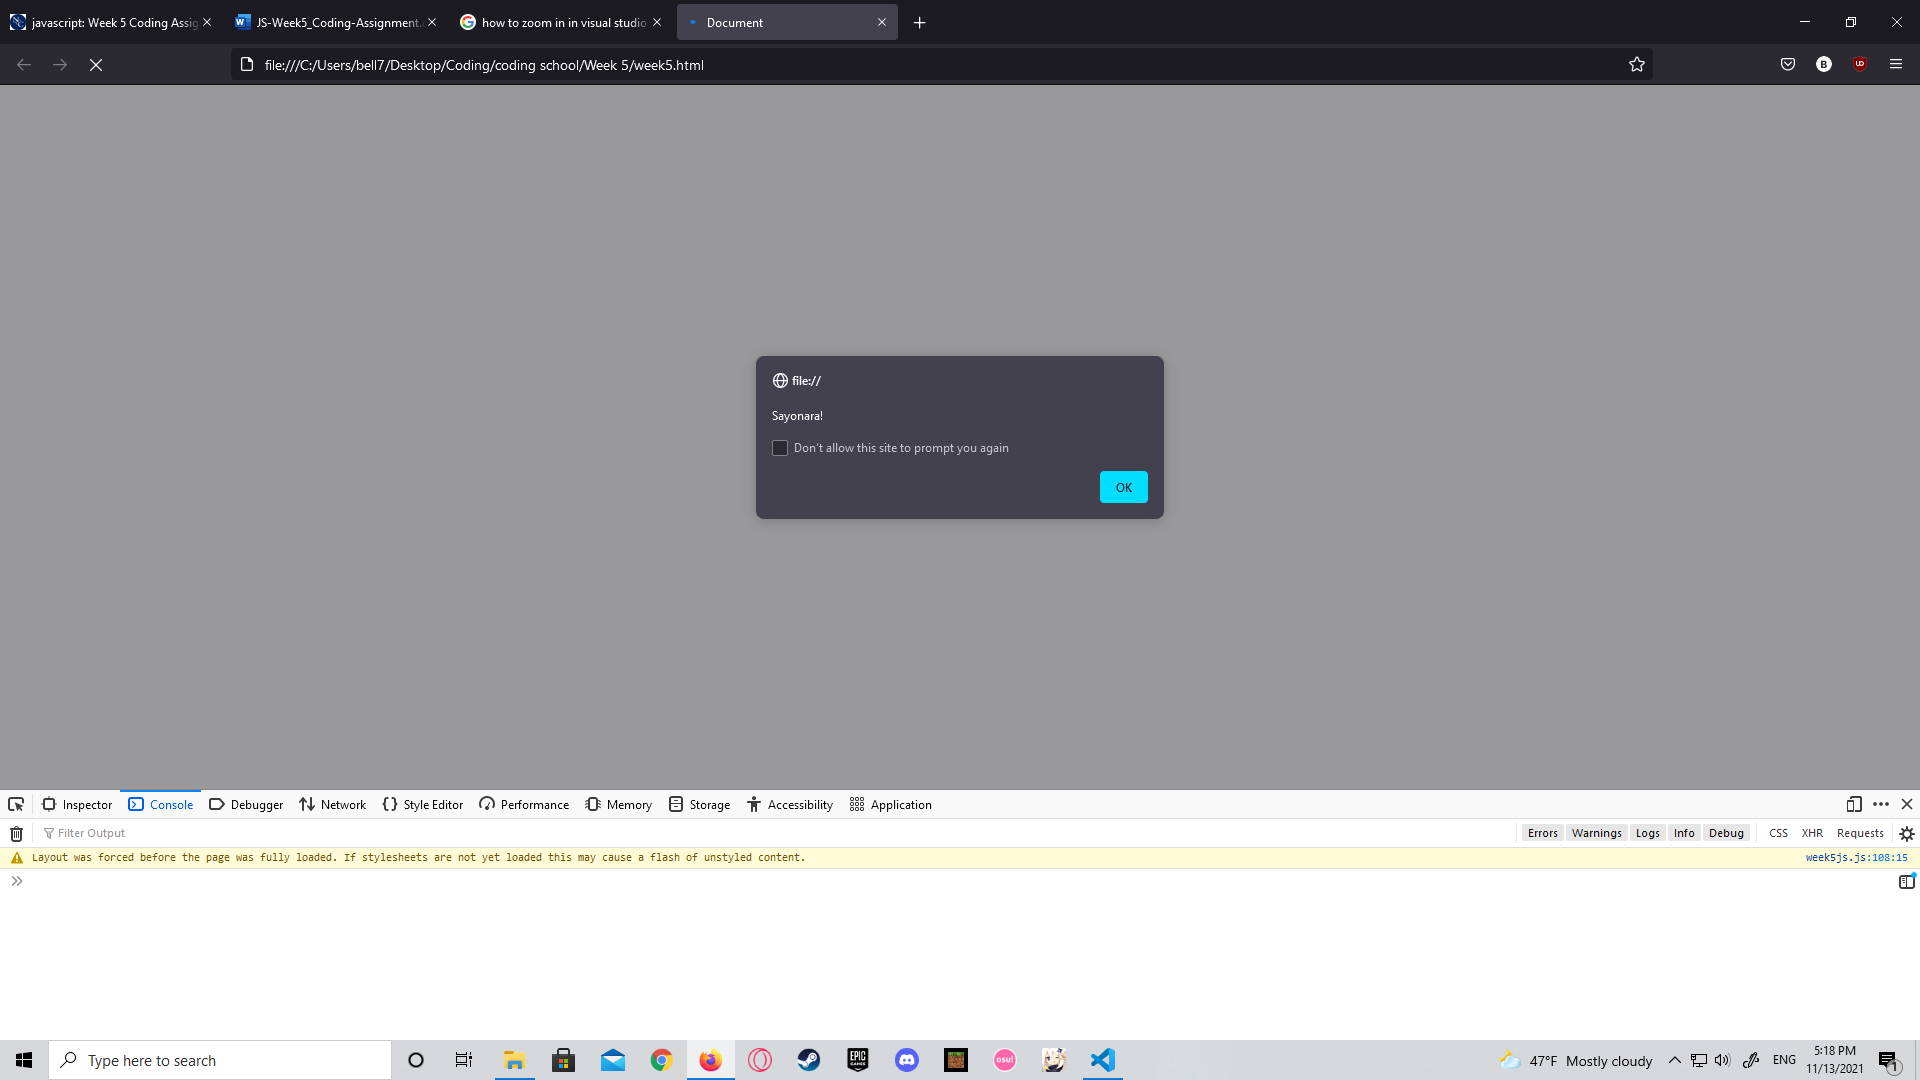 javascript: Week 5 Coding Assig
JS-Week5_Coding-Assignment.
how to zoom in in visual studio
Document
file:///C:/Users/bell7/Desktop/Coding/coding school/Week 5/week5.html
file://
Sayonara!
Don't allow this site to prompt you again
OK
Inspector Console Debugger Network Style Editor Performance Memory Storage Accessibility Application
Filter Output Errors Warnings Logs Info Debug CSS XHR Requests
Layout was forced before the page was fully loaded. If stylesheets are not yet loaded this may cause a flash of unstyled content. week5js.js:108:15
Type here to search
EPIC GAMES
osu!
47°F Mostly cloudy
ENG
5:18 PM
11/13/2021
1